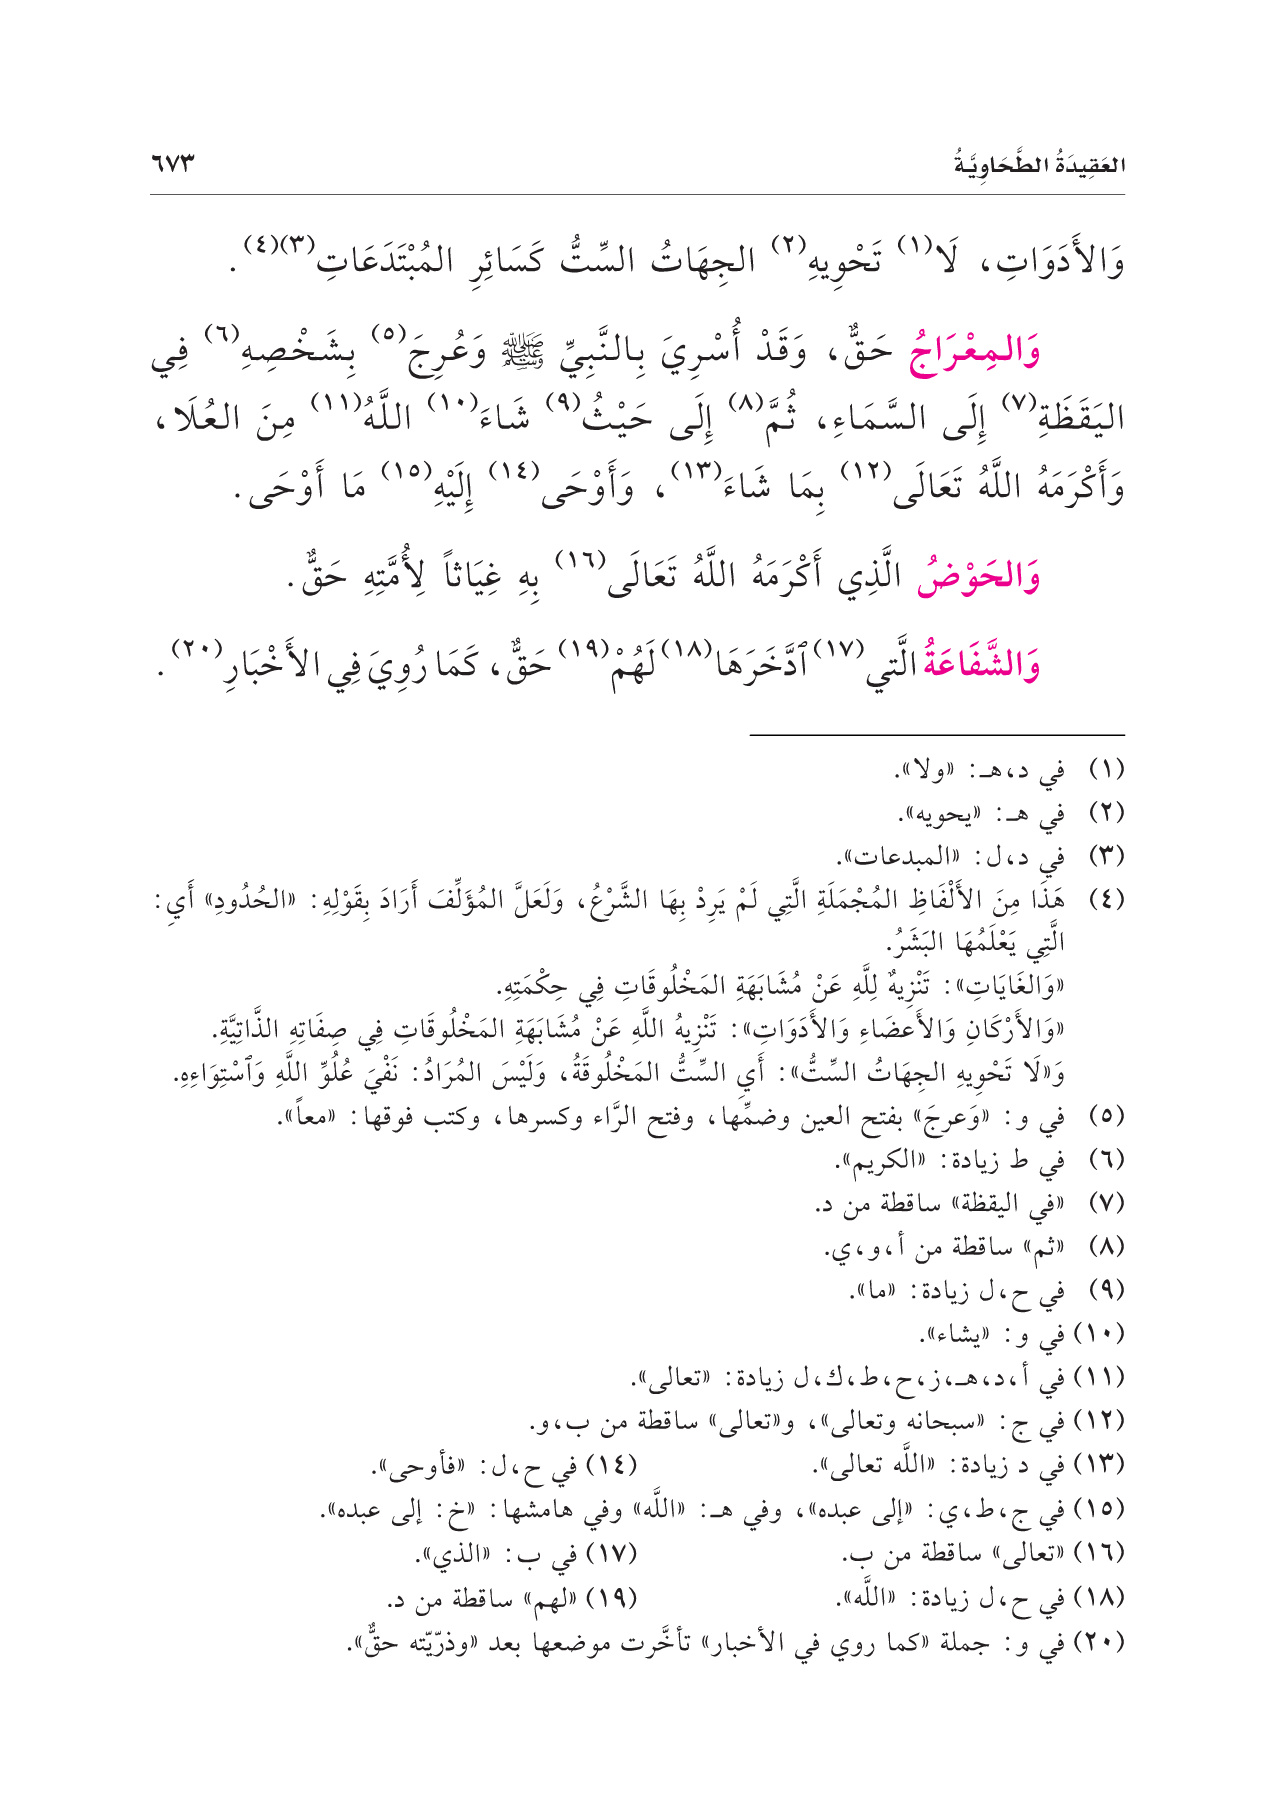 العَقِيدَةُ الطَّحَاوِيَّةُ ٦٧٣
وَالأَدَوَاتِ، لَا(١) تَحْوِيهِ(٢) الجِهَاتُ السِّتُّ كَسَائِرِ المُبْتَدَعَاتِ(٣)(٤).
وَالمِعْرَاجُ حَقٌّ، وَقَدْ أُسْرِيَ بِالنَّبِيِّ ﷺ وَعُرِجَ(٥) بِشَخْصِهِ(٦) فِي
اليَقَظَةِ(٧) إِلَى السَّمَاءِ، ثُمَّ(٨) إِلَى حَيْثُ(٩) شَاءَ(١٠) اللَّهُ(١١) مِنَ العُلَا،
وَأَكْرَمَهُ اللَّهُ تَعَالَى(١٢) بِمَا شَاءَ(١٣)، وَأَوْحَى(١٤) إِلَيْهِ(١٥) مَا أَوْحَى.
وَالحَوْضُ الَّذِي أَكْرَمَهُ اللَّهُ تَعَالَى(١٦) بِهِ غِيَاثاً لِأُمَّتِهِ حَقٌّ.
وَالشَّفَاعَةُ الَّتِي(١٧) ٱدَّخَرَهَا(١٨) لَهُمْ(١٩) حَقٌّ، كَمَا رُوِيَ فِي الأَخْبَارِ(٢٠).
(١) في د،هـ: «ولا».
(٢) في هـ: «يحويه».
(٣) في د،ل: «المبدعات».
(٤) هَذَا مِنَ الأَلْفَاظِ المُجْمَلَةِ الَّتِي لَمْ يَرِدْ بِهَا الشَّرْعُ، وَلَعَلَّ المُؤَلِّفَ أَرَادَ بِقَوْلِهِ: «الحُدُودِ» أَيِ:
الَّتِي يَعْلَمُهَا البَشَرُ.
«وَالغَايَاتِ»: تَنْزِيهٌ لِلَّهِ عَنْ مُشَابَهَةِ المَخْلُوقَاتِ فِي حِكْمَتِهِ.
«وَالأَرْكَانِ وَالأَعضَاءِ وَالأَدَوَاتِ»: تَنْزِيهُ اللَّهِ عَنْ مُشَابَهَةِ المَخْلُوقَاتِ فِي صِفَاتِهِ الذَّاتِيَّةِ.
وَ«لَا تَحْوِيهِ الجِهَاتُ السِّتُّ»: أَيِ السِّتُّ المَخْلُوقَةُ، وَلَيْسَ المُرَادُ: نَفْيَ عُلُوِّ اللَّهِ وَٱسْتِوَاءِهِ.
(٥) في و: «وَعرجَ» بفتح العين وضمِّها، وفتح الرَّاء وكسرها، وكتب فوقها: «معاً».
(٦) في ط زيادة: «الكريم».
(٧) «في اليقظة» ساقطة من د.
(٨) «ثم» ساقطة من أ،و،ي.
(٩) في ح،ل زيادة: «ما».
(١٠) في و: «يشاء».
(١١) في أ،د،هـ،ز،ح،ط،ك،ل زيادة: «تعالى».
(١٢) في ج: «سبحانه وتعالى»، و«تعالى» ساقطة من ب،و.
(١٣) في د زيادة: «اللَّه تعالى». (١٤) في ح،ل: «فأوحى».
(١٥) في ج،ط،ي: «إلى عبده»، وفي هـ: «اللَّه» وفي هامشها: «خ: إلى عبده».
(١٦) «تعالى» ساقطة من ب. (١٧) في ب: «الذي».
(١٨) في ح،ل زيادة: «اللَّه». (١٩) «لهم» ساقطة من د.
(٢٠) في و: جملة «كما روي في الأخبار» تأخَّرت موضعها بعد «وذرّيّته حقٌّ».